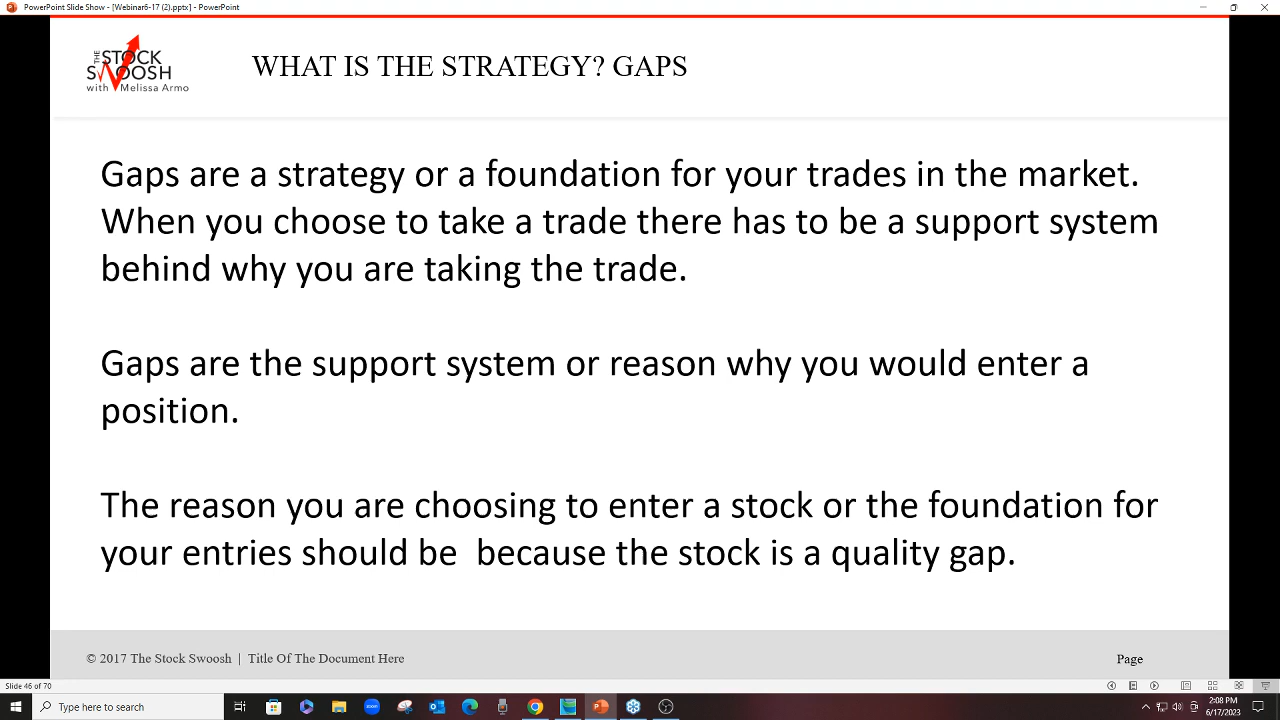 PowerPoint Slide Show - [Webinar6-17 (2).pptx] - PowerPoint
THE
STOCK
SWOOSH
with Melissa Armo
WHAT IS THE STRATEGY? GAPS
Gaps are a strategy or a foundation for your trades in the market.
When you choose to take a trade there has to be a support system
behind why you are taking the trade.
Gaps are the support system or reason why you would enter a
position.
The reason you are choosing to enter a stock or the foundation for
your entries should be  because the stock is a quality gap.
© 2017 The Stock Swoosh | Title Of The Document Here
Page
Slide 46 of 70
Type here to search
zoom
2:08 PM
6/17/2023